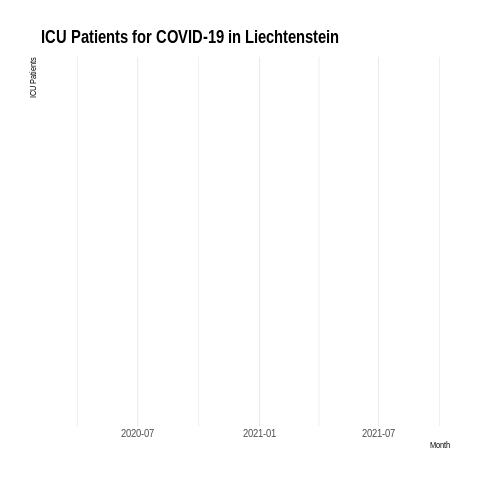 ICU Patients for COVID-19 in Liechtenstein
ICU Patients
2020-07
2021-01
2021-07
Month